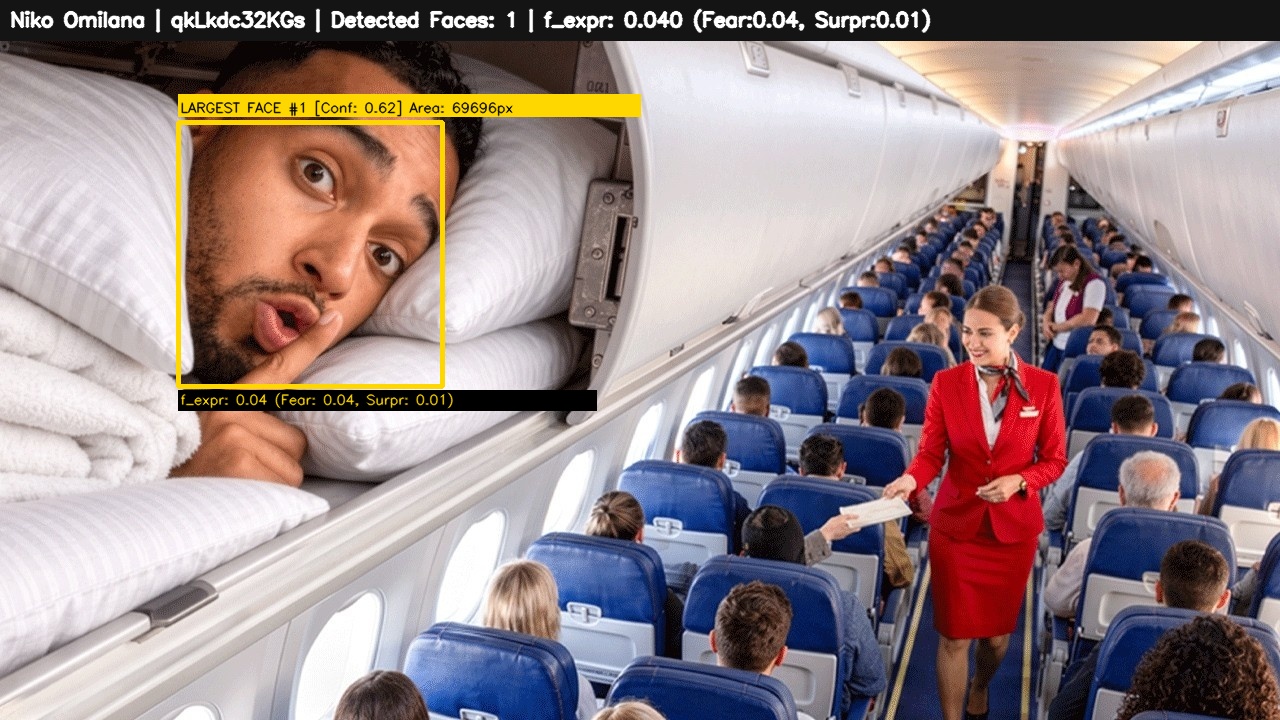 Niko Omilana | qkLkdc32KGs | Detected Faces: 1 | f_expr: 0.040 (Fear:0.04, Surpr:0.01)
LARGEST FACE #1 [Conf: 0.62] Area: 69696px
f_expr: 0.04 (Fear: 0.04, Surpr: 0.01)